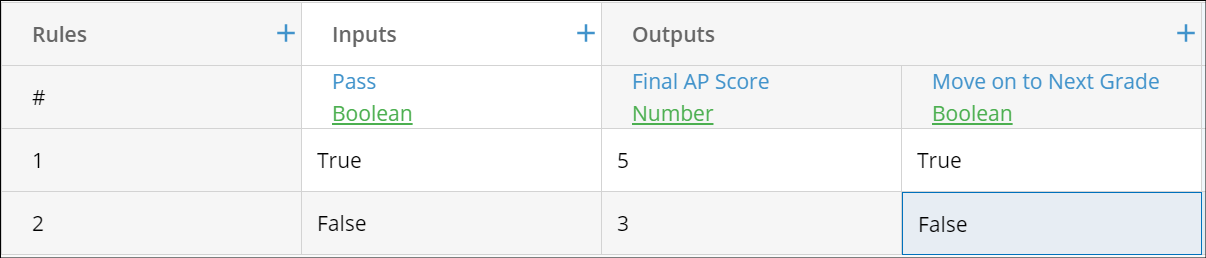 Rules + Inputs + Outputs +
# Pass Final AP Score Move on to Next Grade
Boolean Number Boolean
1 True 5 True
2 False 3 False